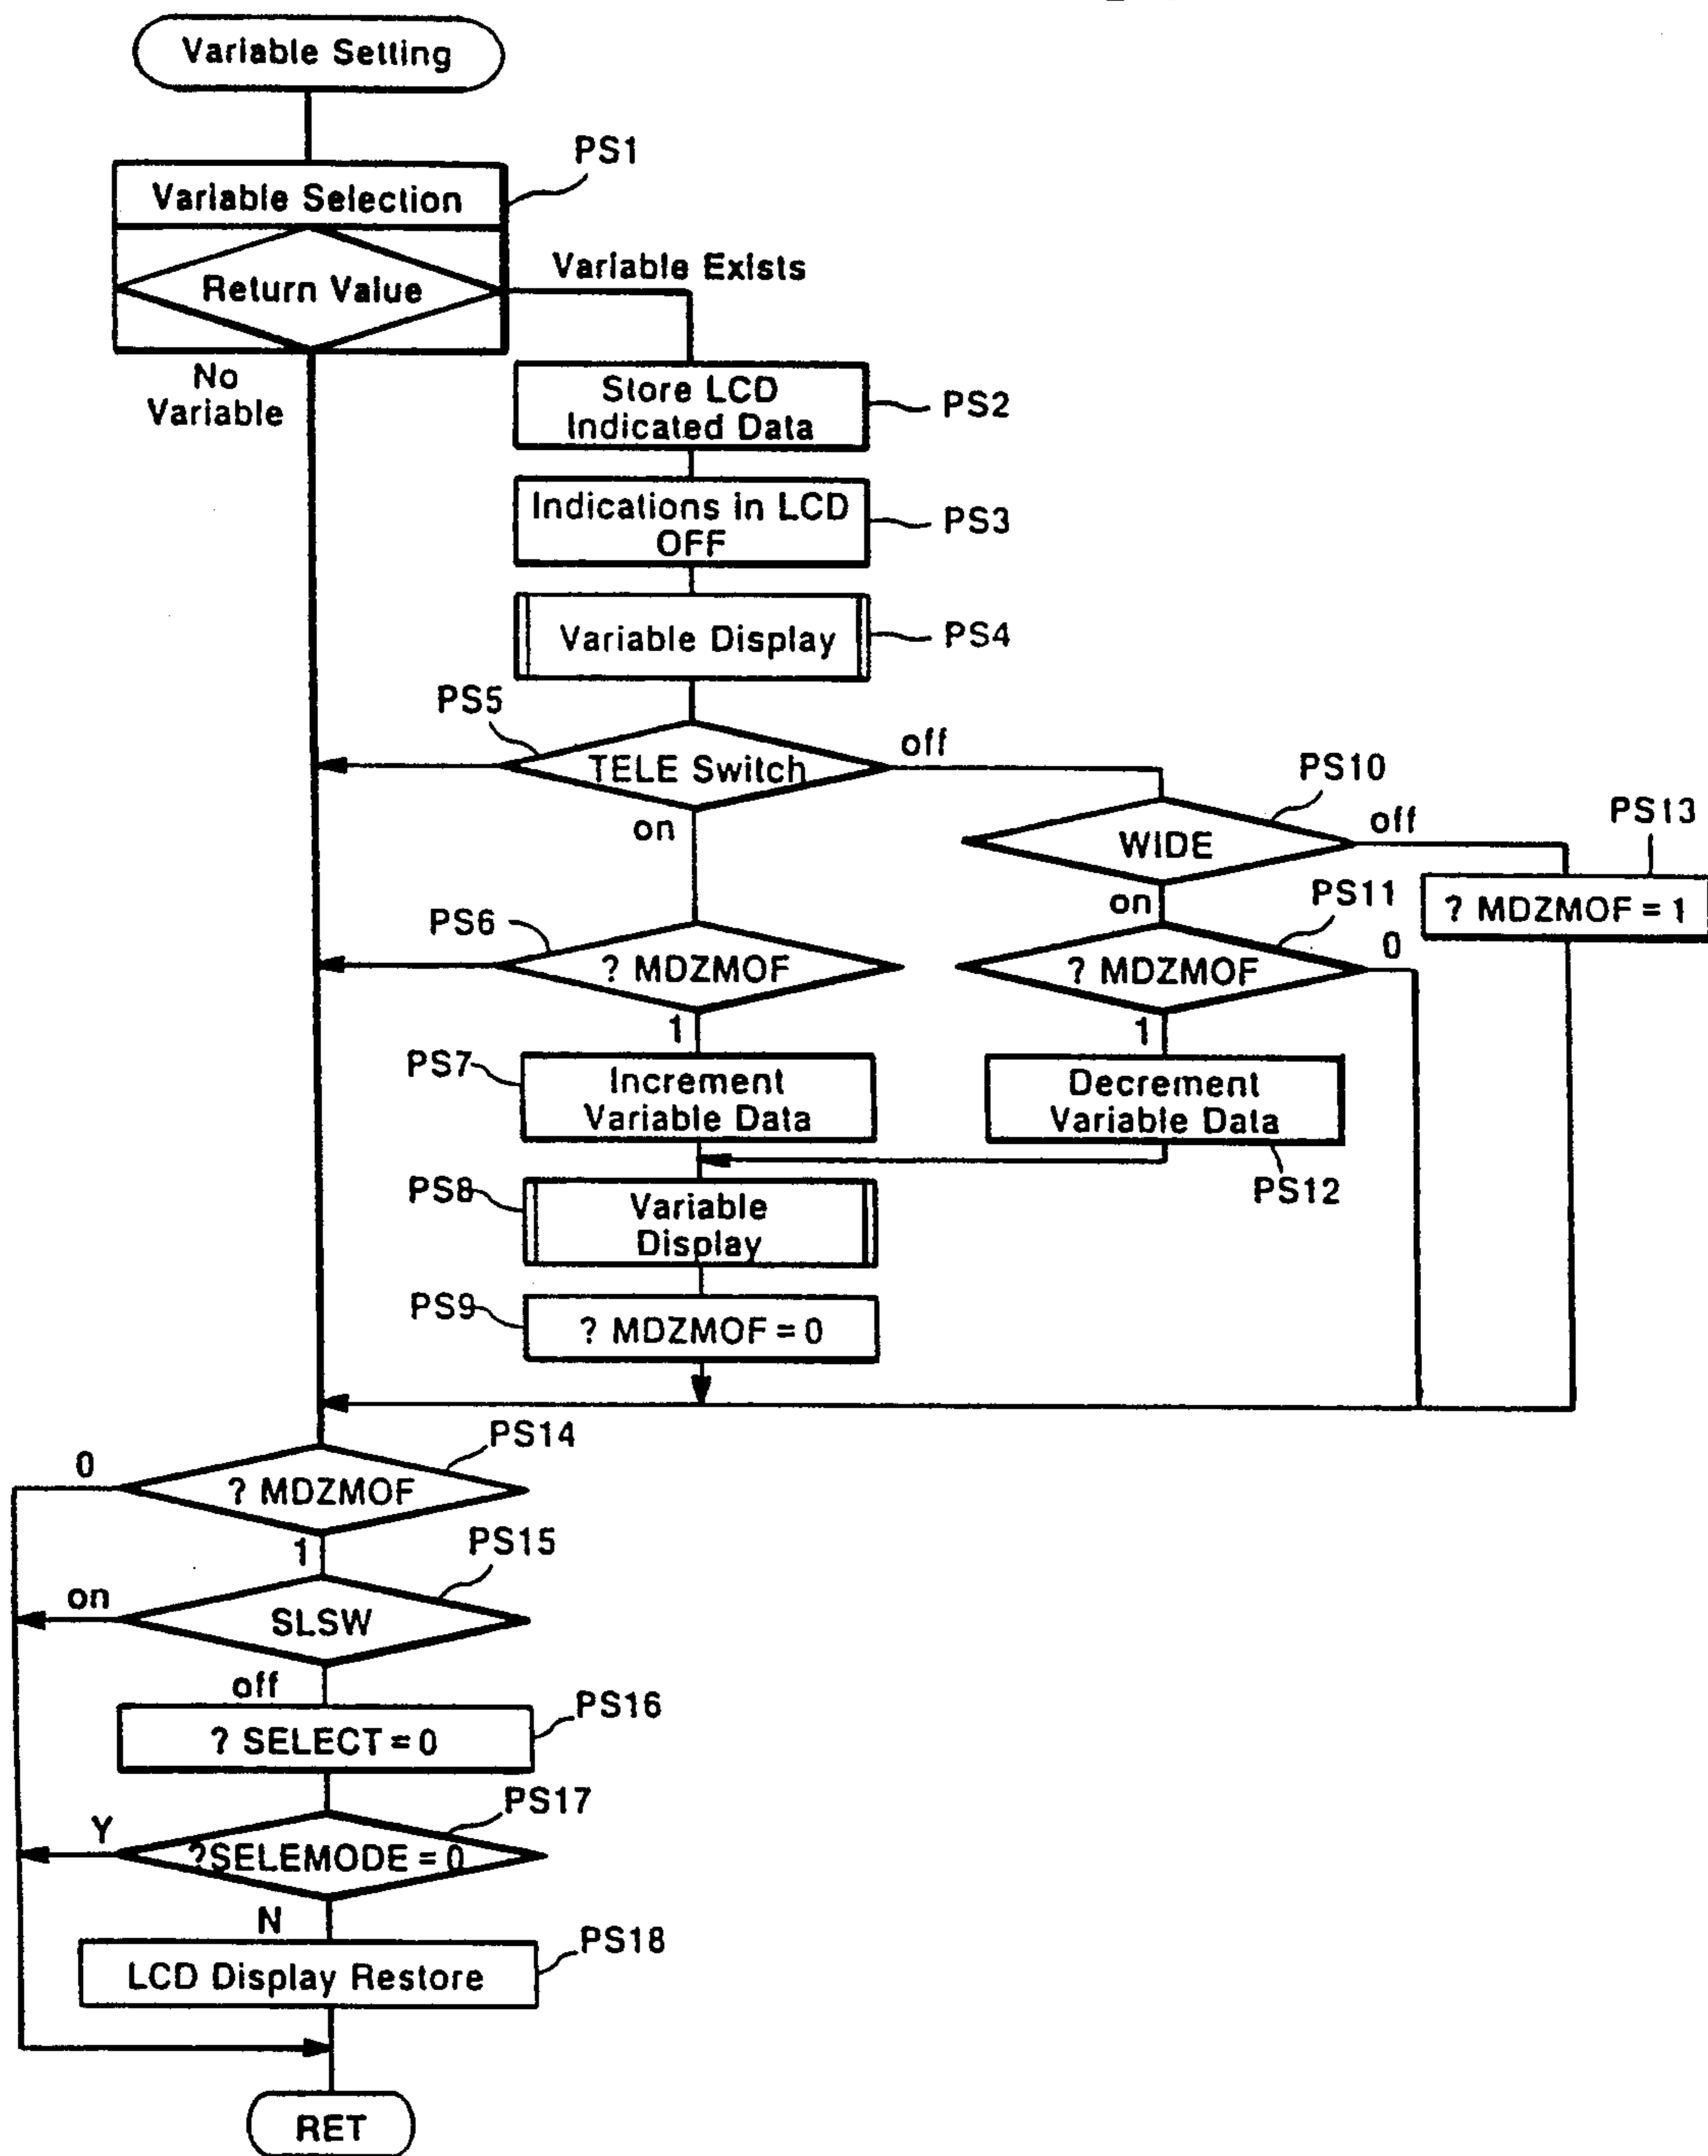 Variable Setting
PS1
Variable Selection
Return Value
Variable Exists
No
Variable
Store LCD
Indicated Data
PS2
Indications in LCD
OFF
PS3
Variable Display
PS4
PS5
TELE Switch
off
on
PS10
WIDE
off
on
PS13
? MDZMOF = 1
PS6
? MDZMOF
1
PS11
? MDZMOF
0
1
PS7
Increment
Variable Data
Decrement
Variable Data
PS12
PS8
Variable
Display
PS9
? MDZMOF = 0
PS14
0
? MDZMOF
1
PS15
on
SLSW
off
PS16
? SELECT = 0
PS17
Y
?SELEMODE = 0
N
PS18
LCD Display Restore
RET